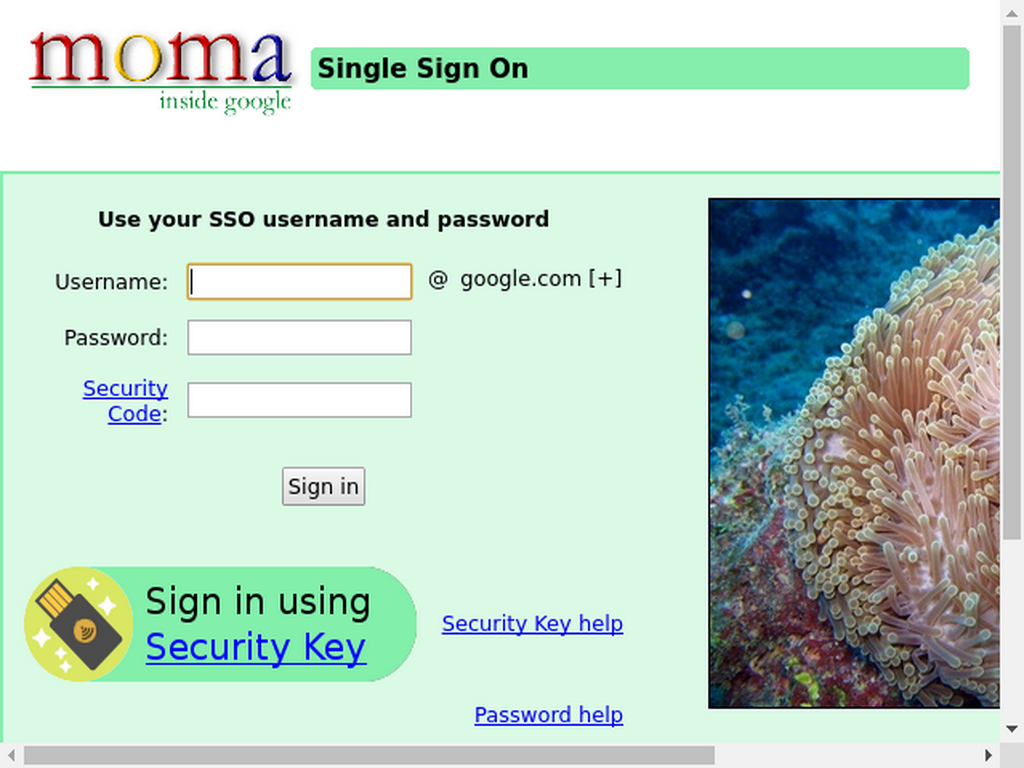 moma
inside google
Single Sign On
Use your SSO username and password
Username:
@ google.com [+]
Password:
Security
Code:
Sign in
Sign in using
Security Key
Security Key help
Password help